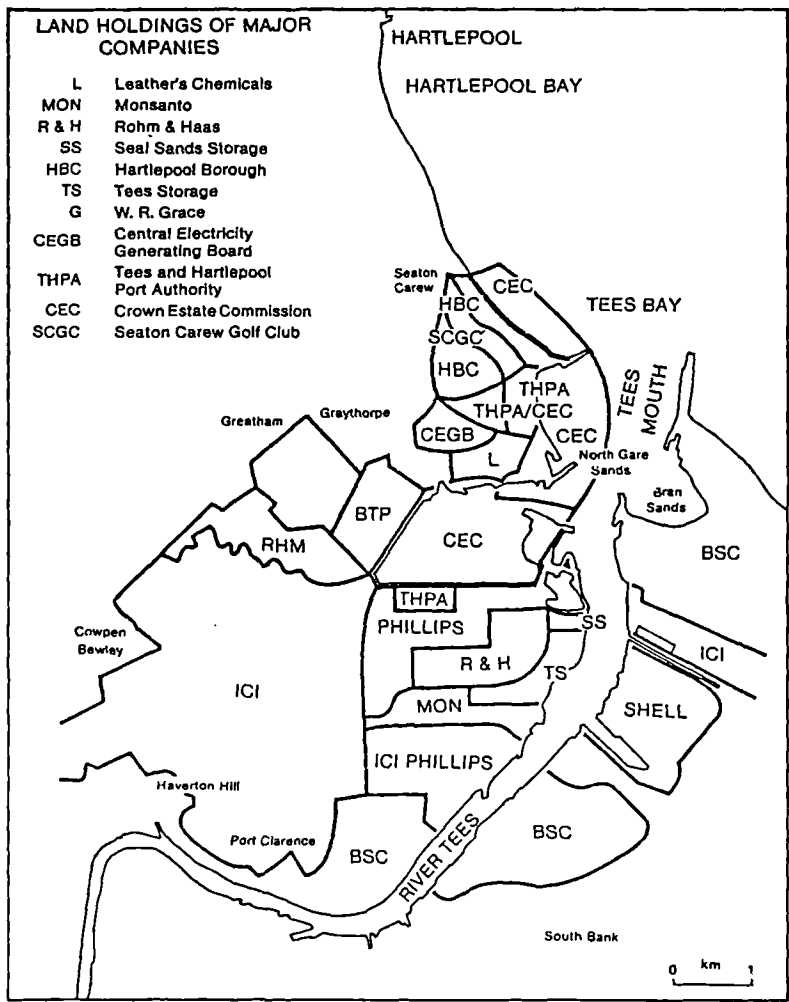 LAND HOLDINGS OF MAJOR
COMPANIES
L Leather's Chemicals
MON Monsanto
R & H Rohm & Haas
SS Seal Sands Storage
HBC Hartlepool Borough
TS Tees Storage
G W. R. Grace
CEGB Central Electricity
Generating Board
THPA Tees and Hartlepool
Port Authority
CEC Crown Estate Commission
SCGC Seaton Carew Golf Club
HARTLEPOOL
HARTLEPOOL BAY
Seaton
Carew
CEC
HBC
TEES BAY
SCGC
HBC
THPA
THPA/CEC
TEES
MOUTH
Greatham
Graythorpe
CEGB
CEC
L
North Gare
Sands
Bran
Sands
BTP
RHM
CEC
BSC
THPA
PHILLIPS
SS
Cowpen
Bewley
ICI
R & H
ICI
TS
MON
SHELL
ICI PHILLIPS
Haverton Hill
Port Clarence
BSC
RIVER TEES
BSC
South Bank
km
0 1